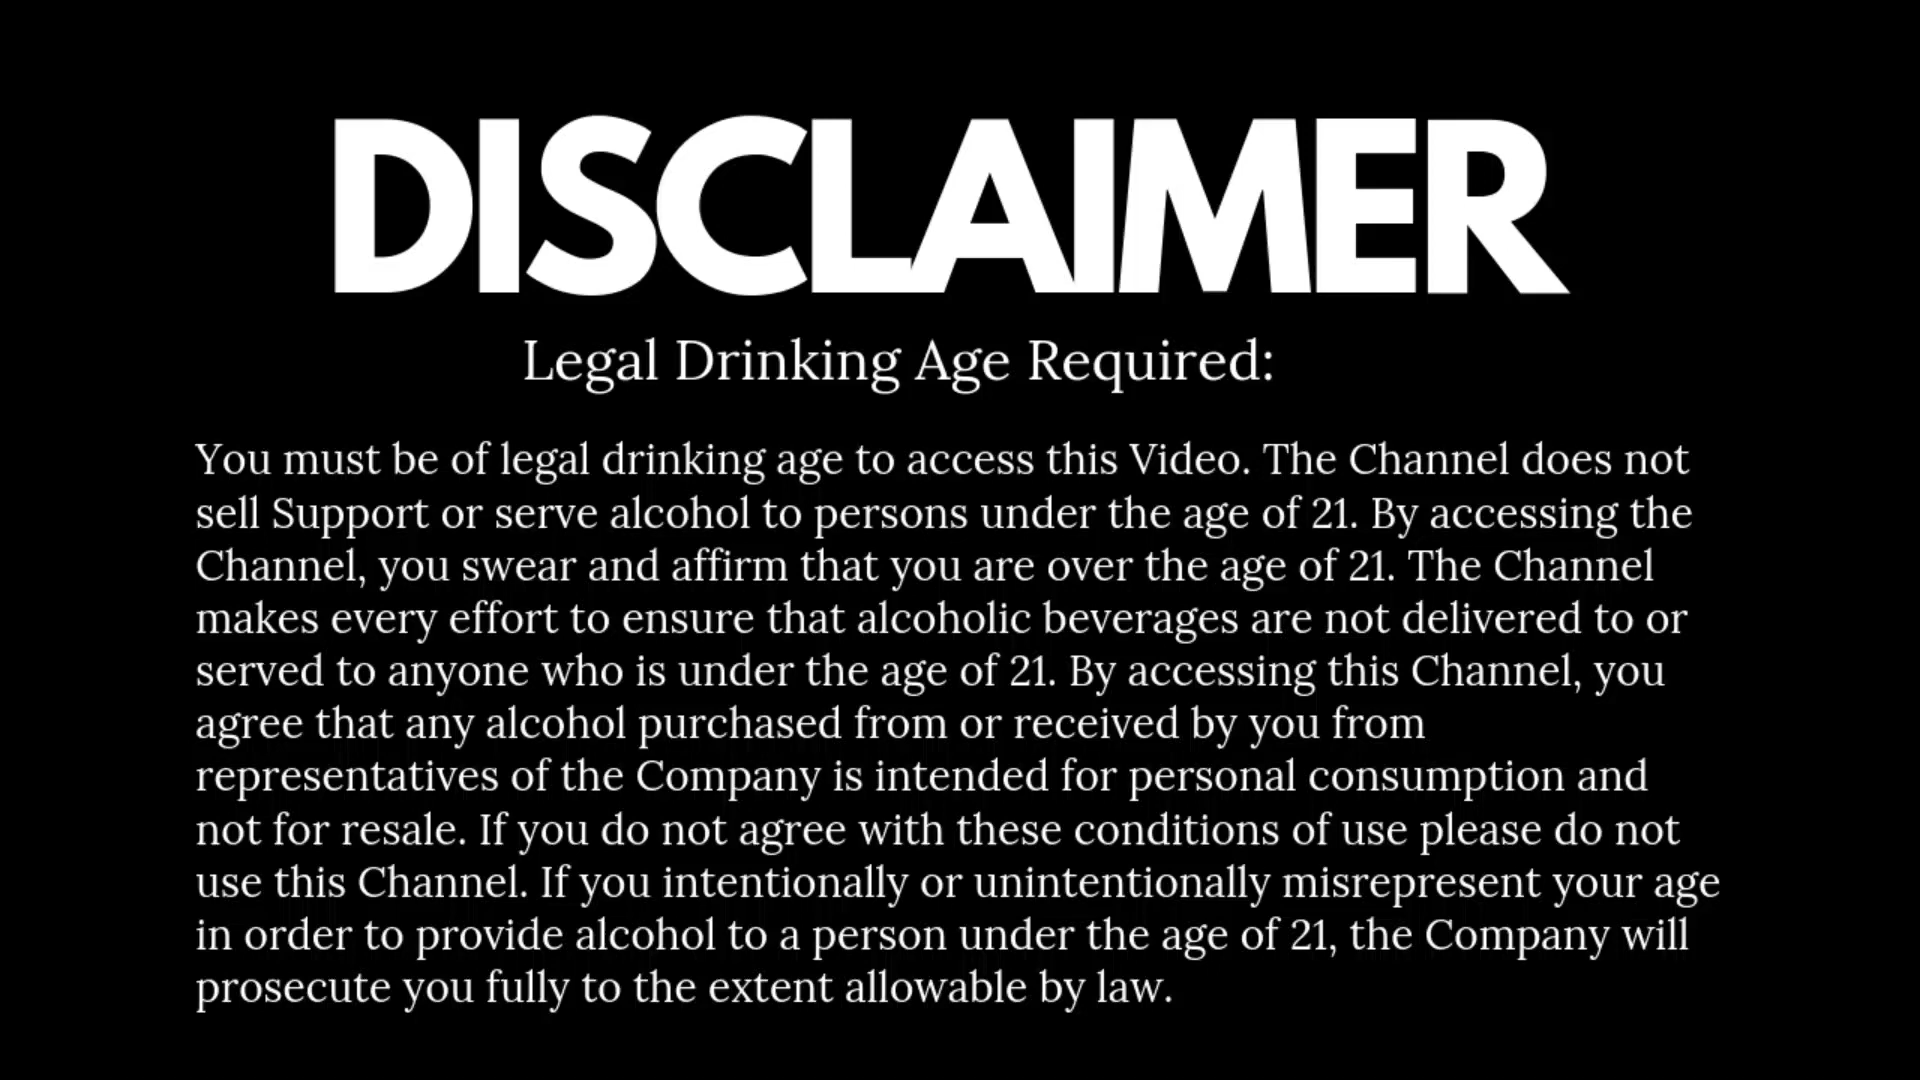 DISCLAIMER
Legal Drinking Age Required:
You must be of legal drinking age to access this Video. The Channel does not
sell Support or serve alcohol to persons under the age of 21. By accessing the
Channel, you swear and affirm that you are over the age of 21. The Channel
makes every effort to ensure that alcoholic beverages are not delivered to or
served to anyone who is under the age of 21. By accessing this Channel, you
agree that any alcohol purchased from or received by you from
representatives of the Company is intended for personal consumption and
not for resale. If you do not agree with these conditions of use please do not
use this Channel. If you intentionally or unintentionally misrepresent your age
in order to provide alcohol to a person under the age of 21, the Company will
prosecute you fully to the extent allowable by law.